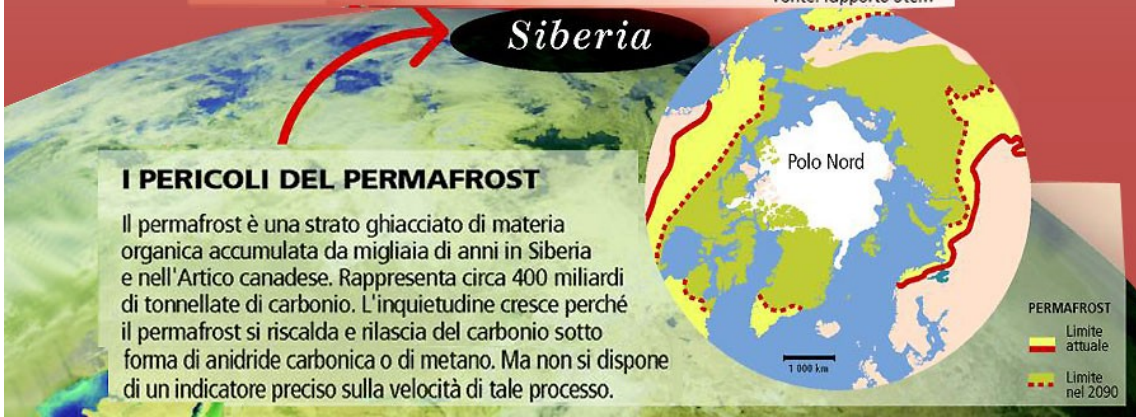 Siberia
I PERICOLI DEL PERMAFROST
Il permafrost è una strato ghiacciato di materia
organica accumulata da migliaia di anni in Siberia
e nell'Artico canadese. Rappresenta circa 400 miliardi
di tonnellate di carbonio. L'inquietudine cresce perché
il permafrost si riscalda e rilascia del carbonio sotto
forma di anidride carbonica o di metano. Ma non si dispone
di un indicatore preciso sulla velocità di tale processo.
Polo Nord
1 000 km
PERMAFROST
Limite
attuale
Limite
nel 2090